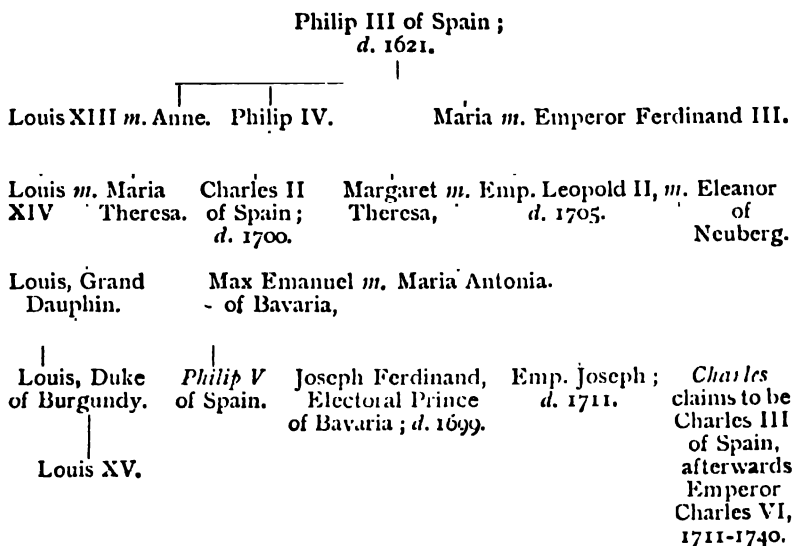 Philip III of Spain ;
d. 1621.
Louis XIII m. Anne. Philip IV. Maria m. Emperor Ferdinand III.
Louis m. Maria Charles II Margaret m. Emp. Leopold II, m. Eleanor
XIV Theresa. of Spain ; Theresa, d. 1705. of
d. 1700. Neuberg.
Louis, Grand Max Emanuel m. Maria Antonia.
Dauphin. of Bavaria,
Louis, Duke Philip V Joseph Ferdinand, Emp. Joseph ; Charles
of Burgundy. of Spain. Electoral Prince d. 1711. claims to be
of Bavaria ; d. 1699. Charles III
of Spain,
Louis XV. afterwards
Emperor
Charles VI,
1711-1740.